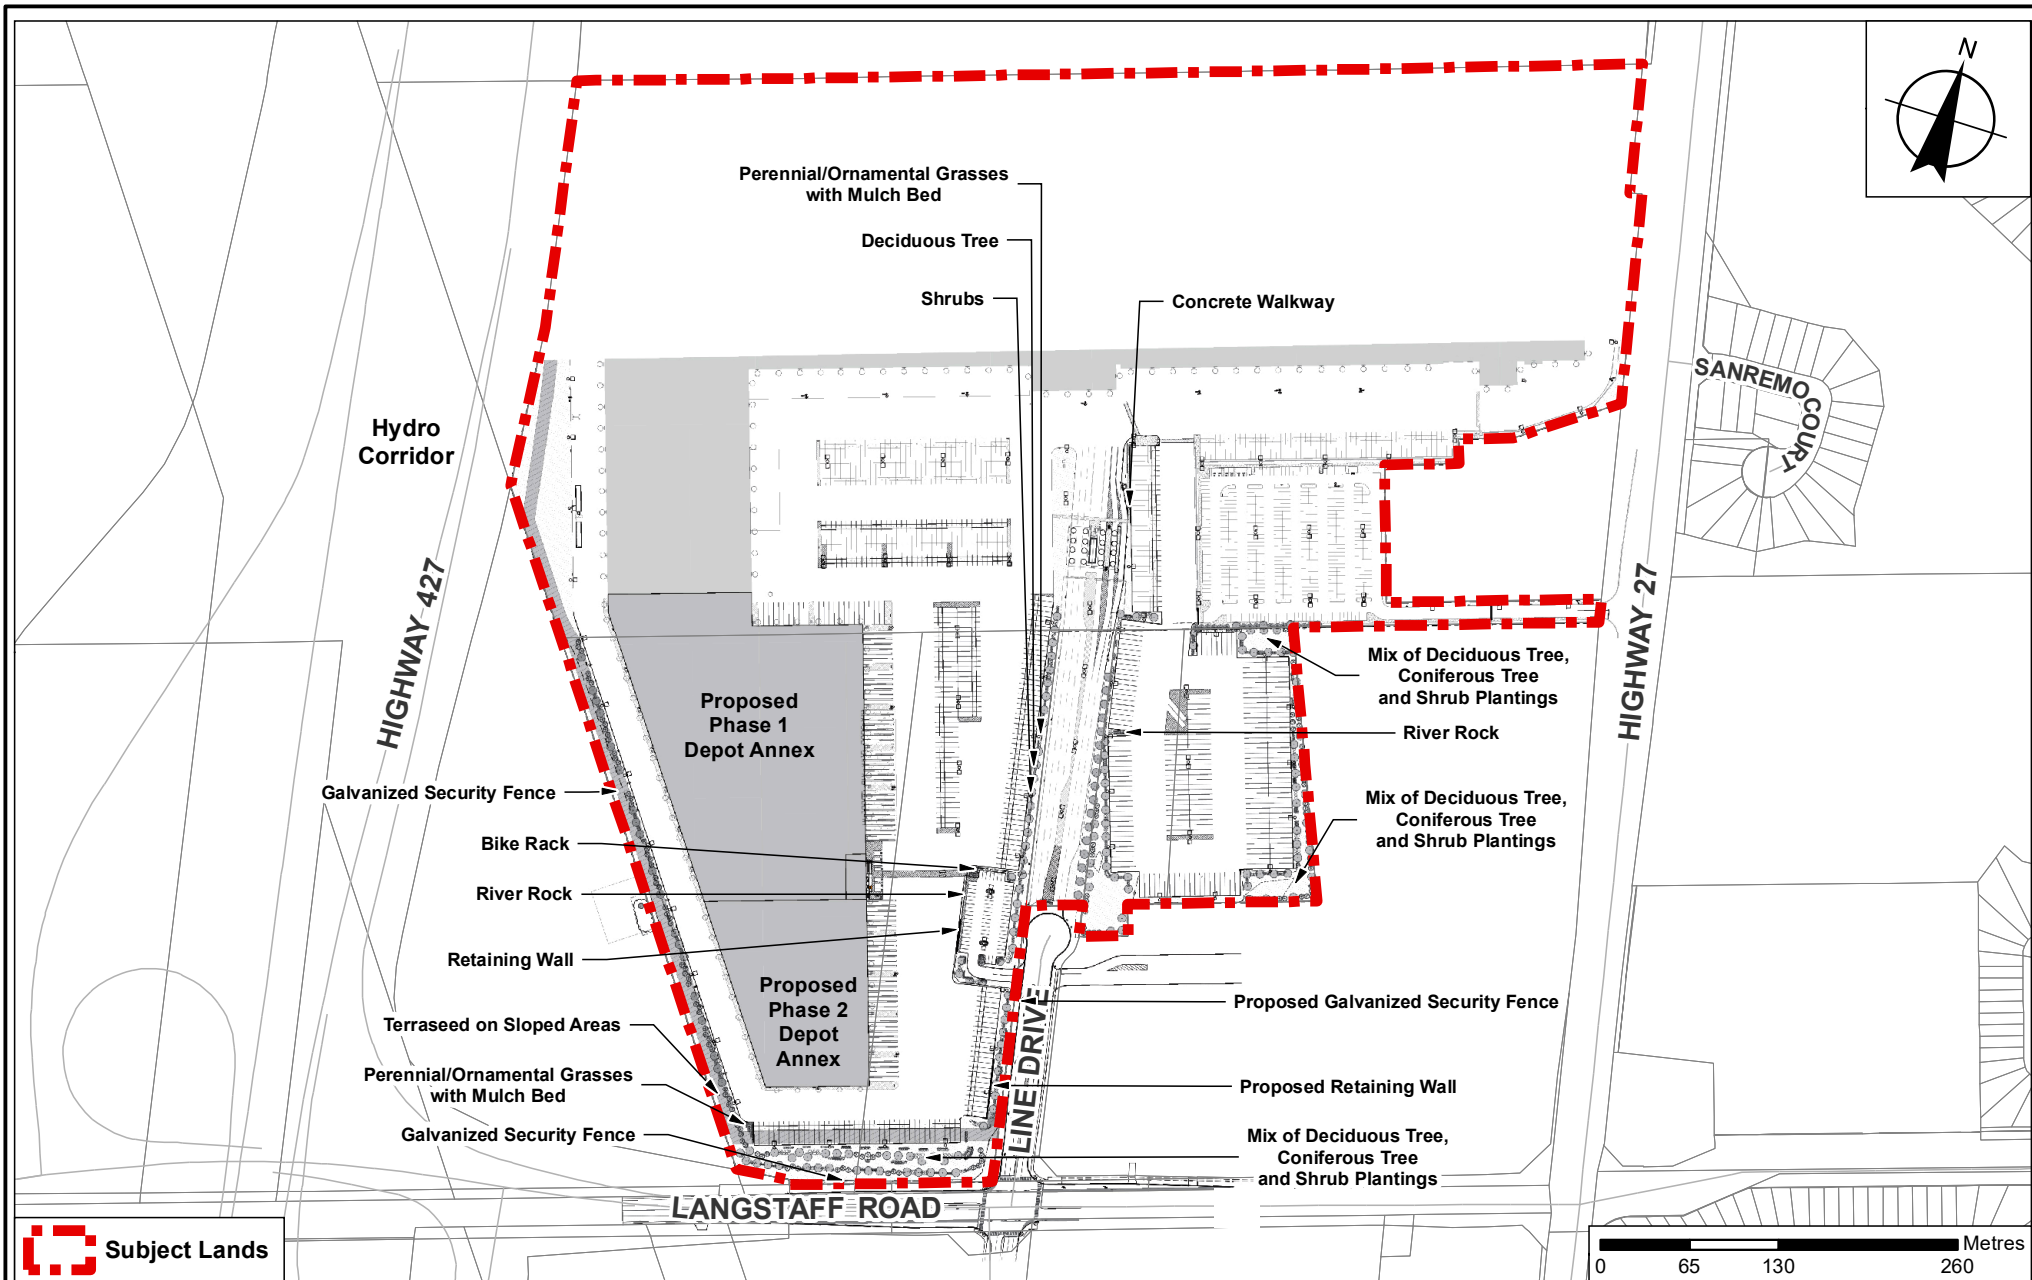 N
Perennial/Ornamental Grasses
with Mulch Bed
Deciduous Tree
Shrubs
Concrete Walkway
SANREMO COURT
Hydro
Corridor
HIGHWAY 427
HIGHWAY 27
Mix of Deciduous Tree,
Coniferous Tree
and Shrub Plantings
River Rock
Proposed
Phase 1
Depot Annex
Galvanized Security Fence
Mix of Deciduous Tree,
Coniferous Tree
and Shrub Plantings
Bike Rack
River Rock
Retaining Wall
Proposed
Phase 2
Depot
Annex
Proposed Galvanized Security Fence
Terraseed on Sloped Areas
LINE DRIVE
Perennial/Ornamental Grasses
with Mulch Bed
Proposed Retaining Wall
Galvanized Security Fence
Mix of Deciduous Tree,
Coniferous Tree
and Shrub Plantings
LANGSTAFF ROAD
Subject Lands
Metres
0 65 130 260